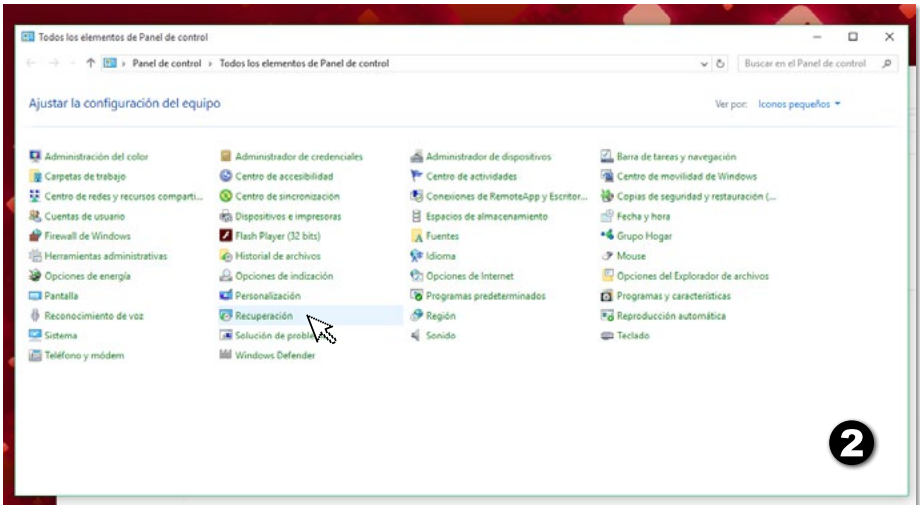 Todos los elementos de Panel de control
Panel de control › Todos los elementos de Panel de control
Buscar en el Panel de control
Ajustar la configuración del equipo
Ver por: Iconos pequeños
Administración del color
Administrador de credenciales
Administrador de dispositivos
Barra de tareas y navegación
Carpetas de trabajo
Centro de accesibilidad
Centro de actividades
Centro de movilidad de Windows
Centro de redes y recursos comparti...
Centro de sincronización
Conexiones de RemoteApp y Escritor...
Copias de seguridad y restauración (...
Cuentas de usuario
Dispositivos e impresoras
Espacios de almacenamiento
Fecha y hora
Firewall de Windows
Flash Player (32 bits)
Fuentes
Grupo Hogar
Herramientas administrativas
Historial de archivos
Idioma
Mouse
Opciones de energía
Opciones de indización
Opciones de Internet
Opciones del Explorador de archivos
Pantalla
Personalización
Programas predeterminados
Programas y características
Reconocimiento de voz
Recuperación
Región
Reproducción automática
Sistema
Solución de proble
Sonido
Teclado
Teléfono y módem
Windows Defender
2